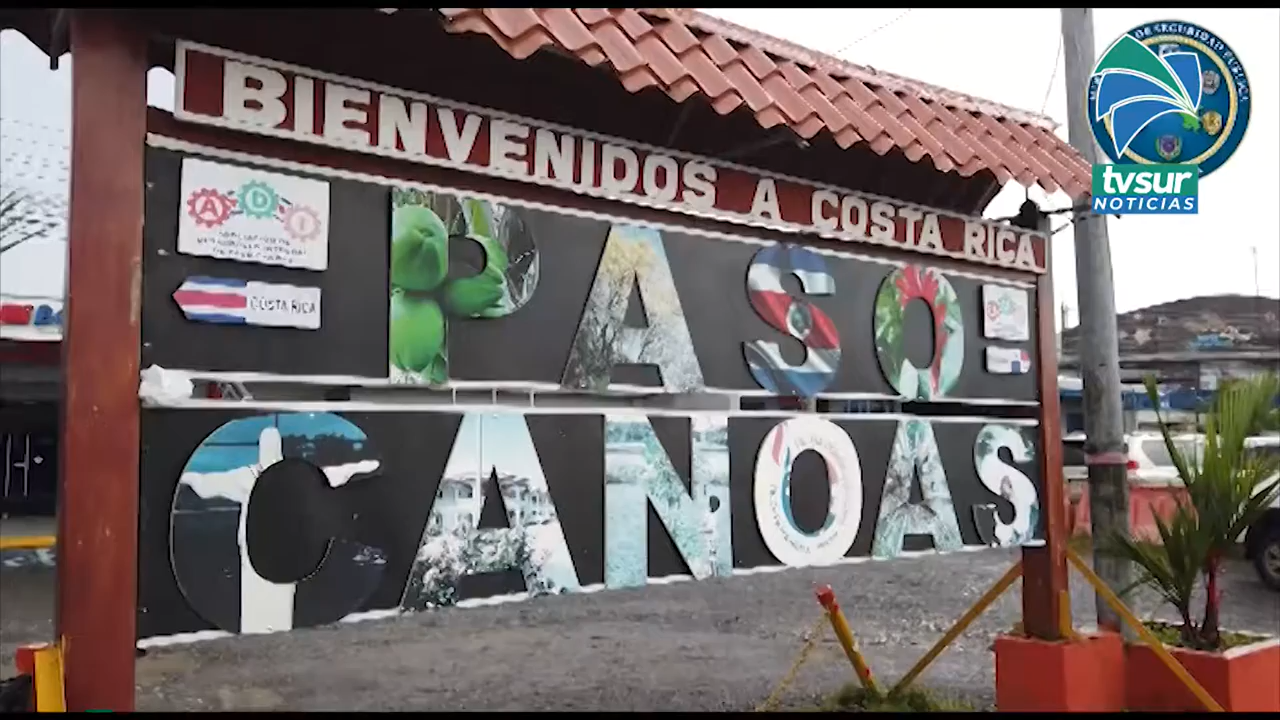 BIENVENIDOS A COSTA RICA
ADI
COSTA RICA
PASO
CANOAS
tvsur
NOTICIAS